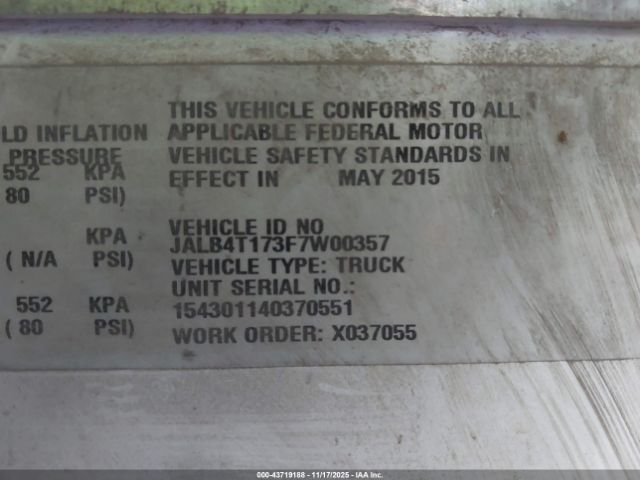 THIS VEHICLE CONFORMS TO ALL
LD INFLATION APPLICABLE FEDERAL MOTOR
PRESSURE VEHICLE SAFETY STANDARDS IN
552 KPA EFFECT IN MAY 2015
80 PSI)
KPA VEHICLE ID NO
JALB4T173F7W00357
( N/A PSI) VEHICLE TYPE: TRUCK
UNIT SERIAL NO.:
552 KPA 154301140370551
( 80 PSI) WORK ORDER: X037055
000-43719188 - 11/17/2025 - © IAA Inc.